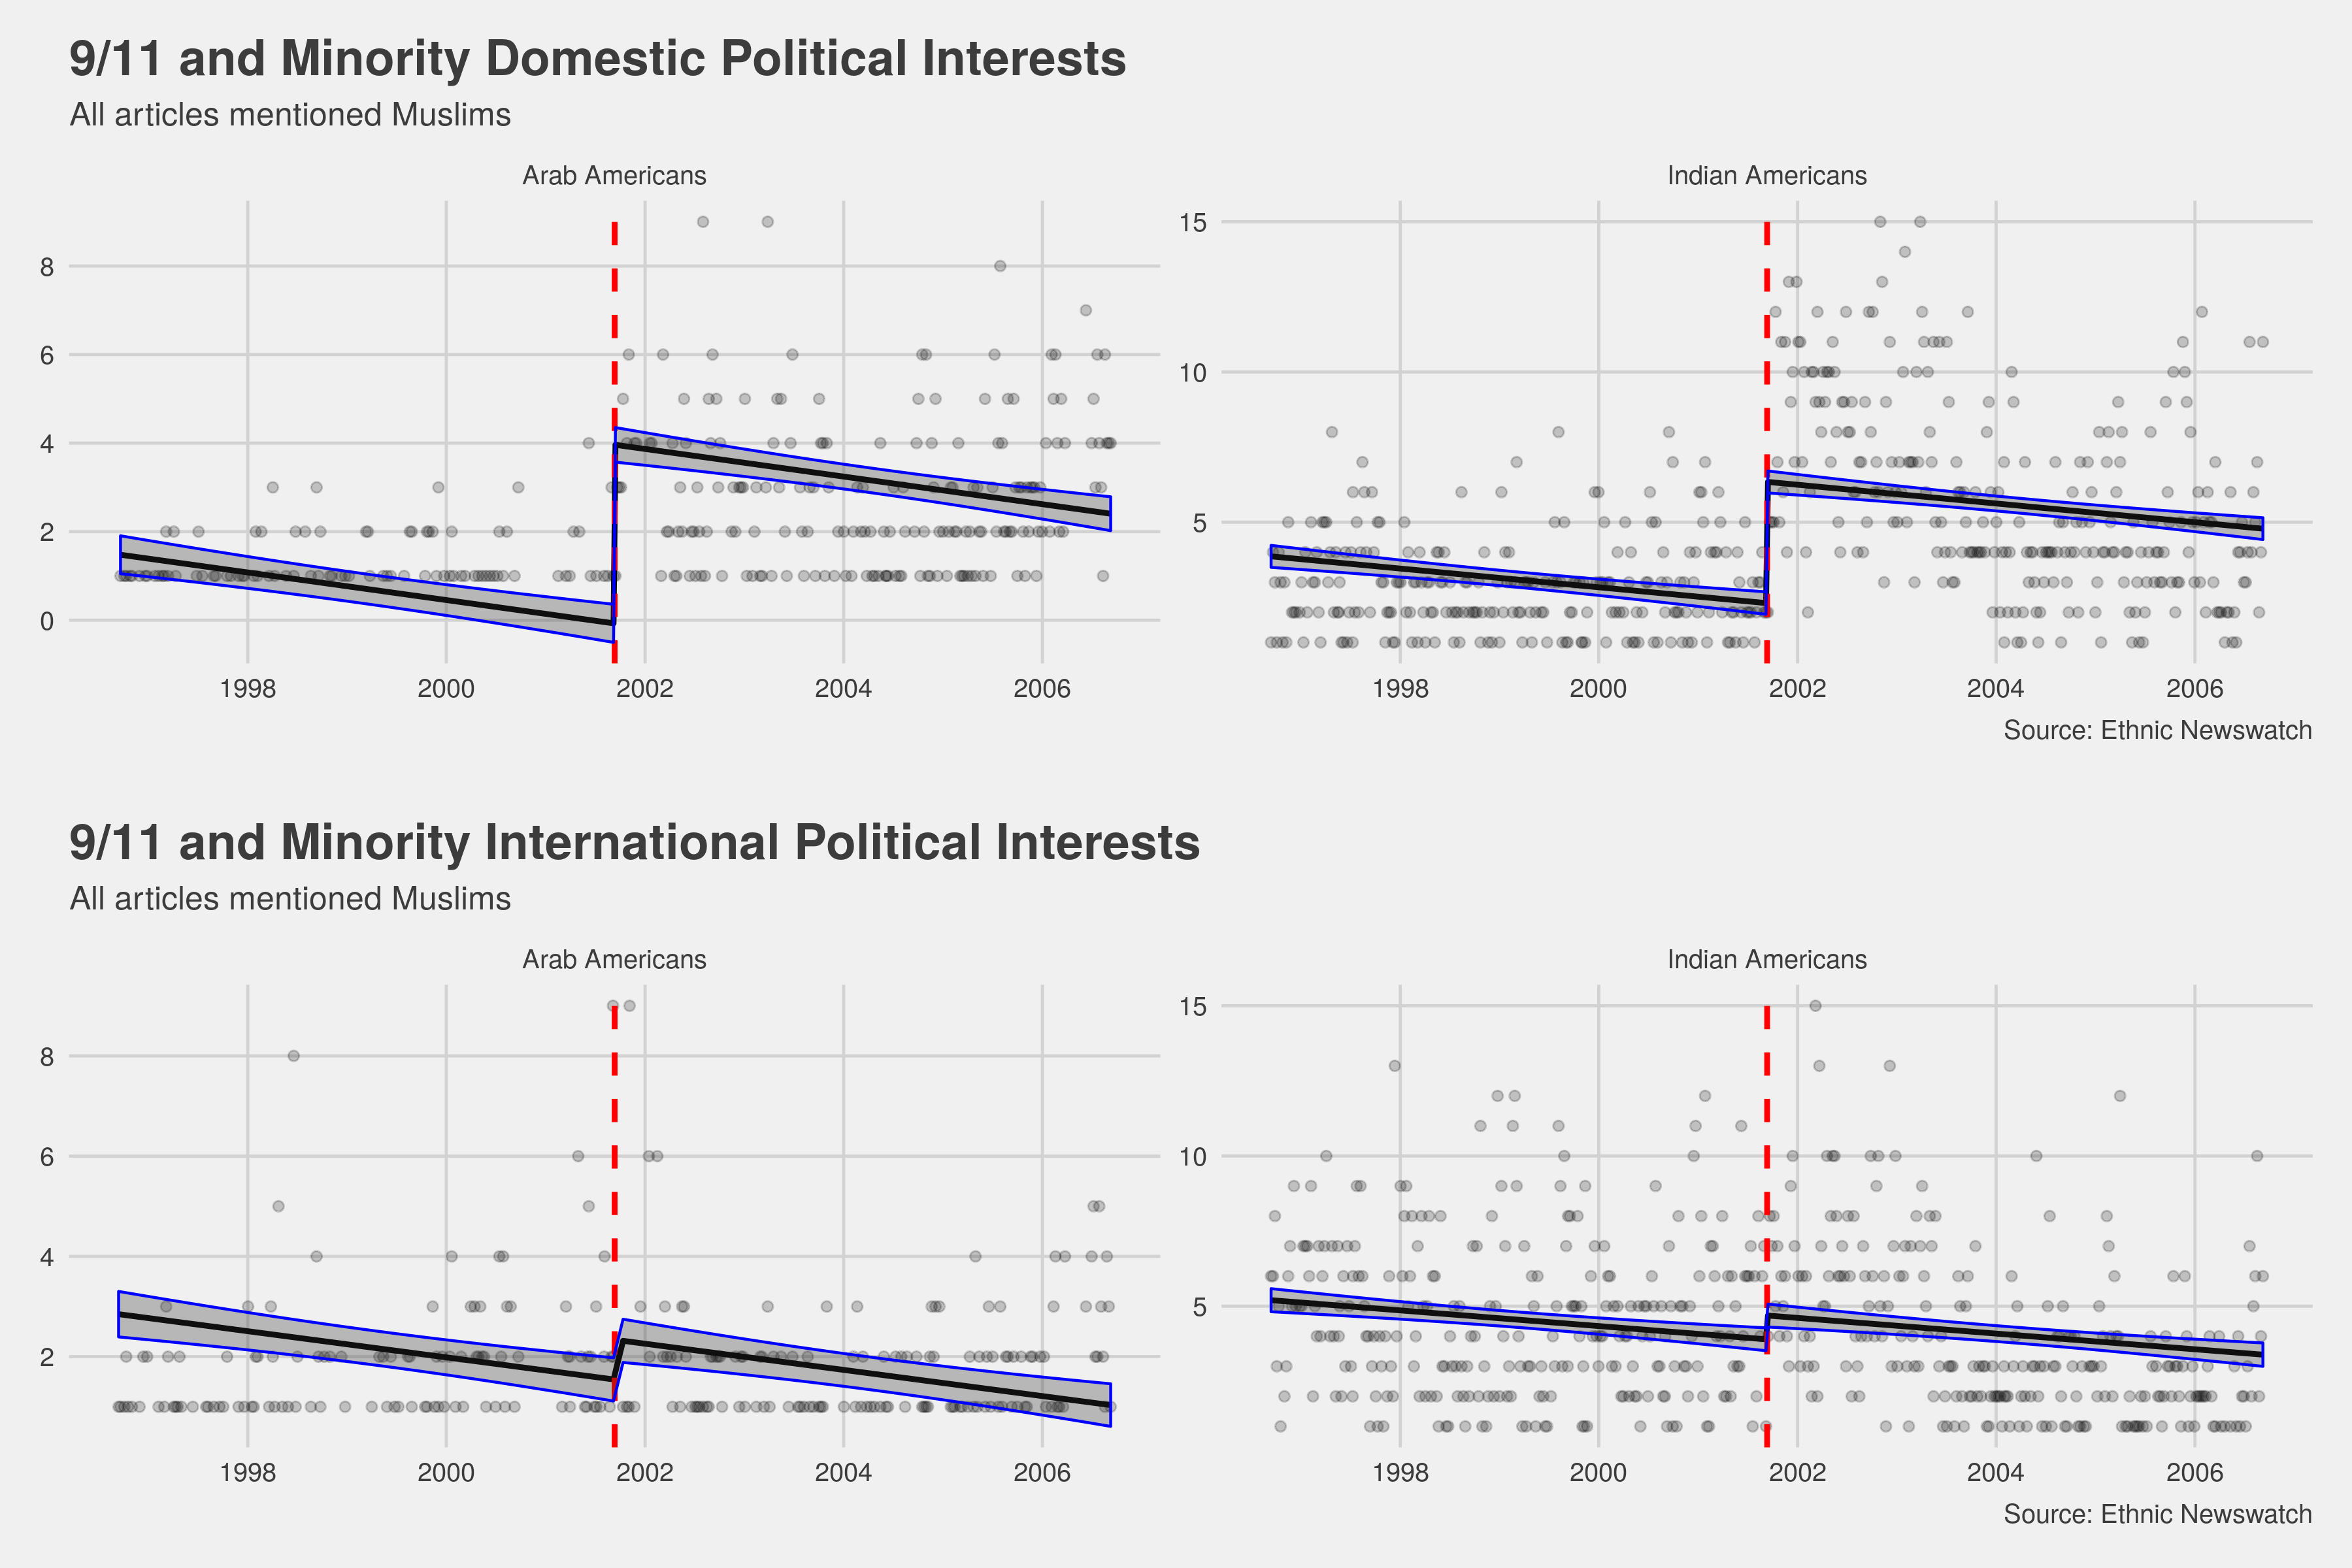 9/11 and Minority Domestic Political Interests
All articles mentioned Muslims
Arab Americans
Indian Americans
8
6
4
2
0
15
10
5
1998 2000 2002 2004 2006
1998 2000 2002 2004 2006
Source: Ethnic Newswatch
9/11 and Minority International Political Interests
All articles mentioned Muslims
Arab Americans
Indian Americans
8
6
4
2
15
10
5
1998 2000 2002 2004 2006
1998 2000 2002 2004 2006
Source: Ethnic Newswatch